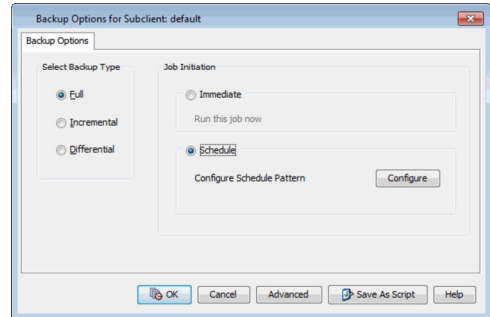 Backup Options for Subclient: default
Backup Options
Select Backup Type
Full
Incremental
Differential
Job Initiation
Immediate
Run this job now
Schedule
Configure Schedule Pattern
Configure
OK
Cancel
Advanced
Save As Script
Help